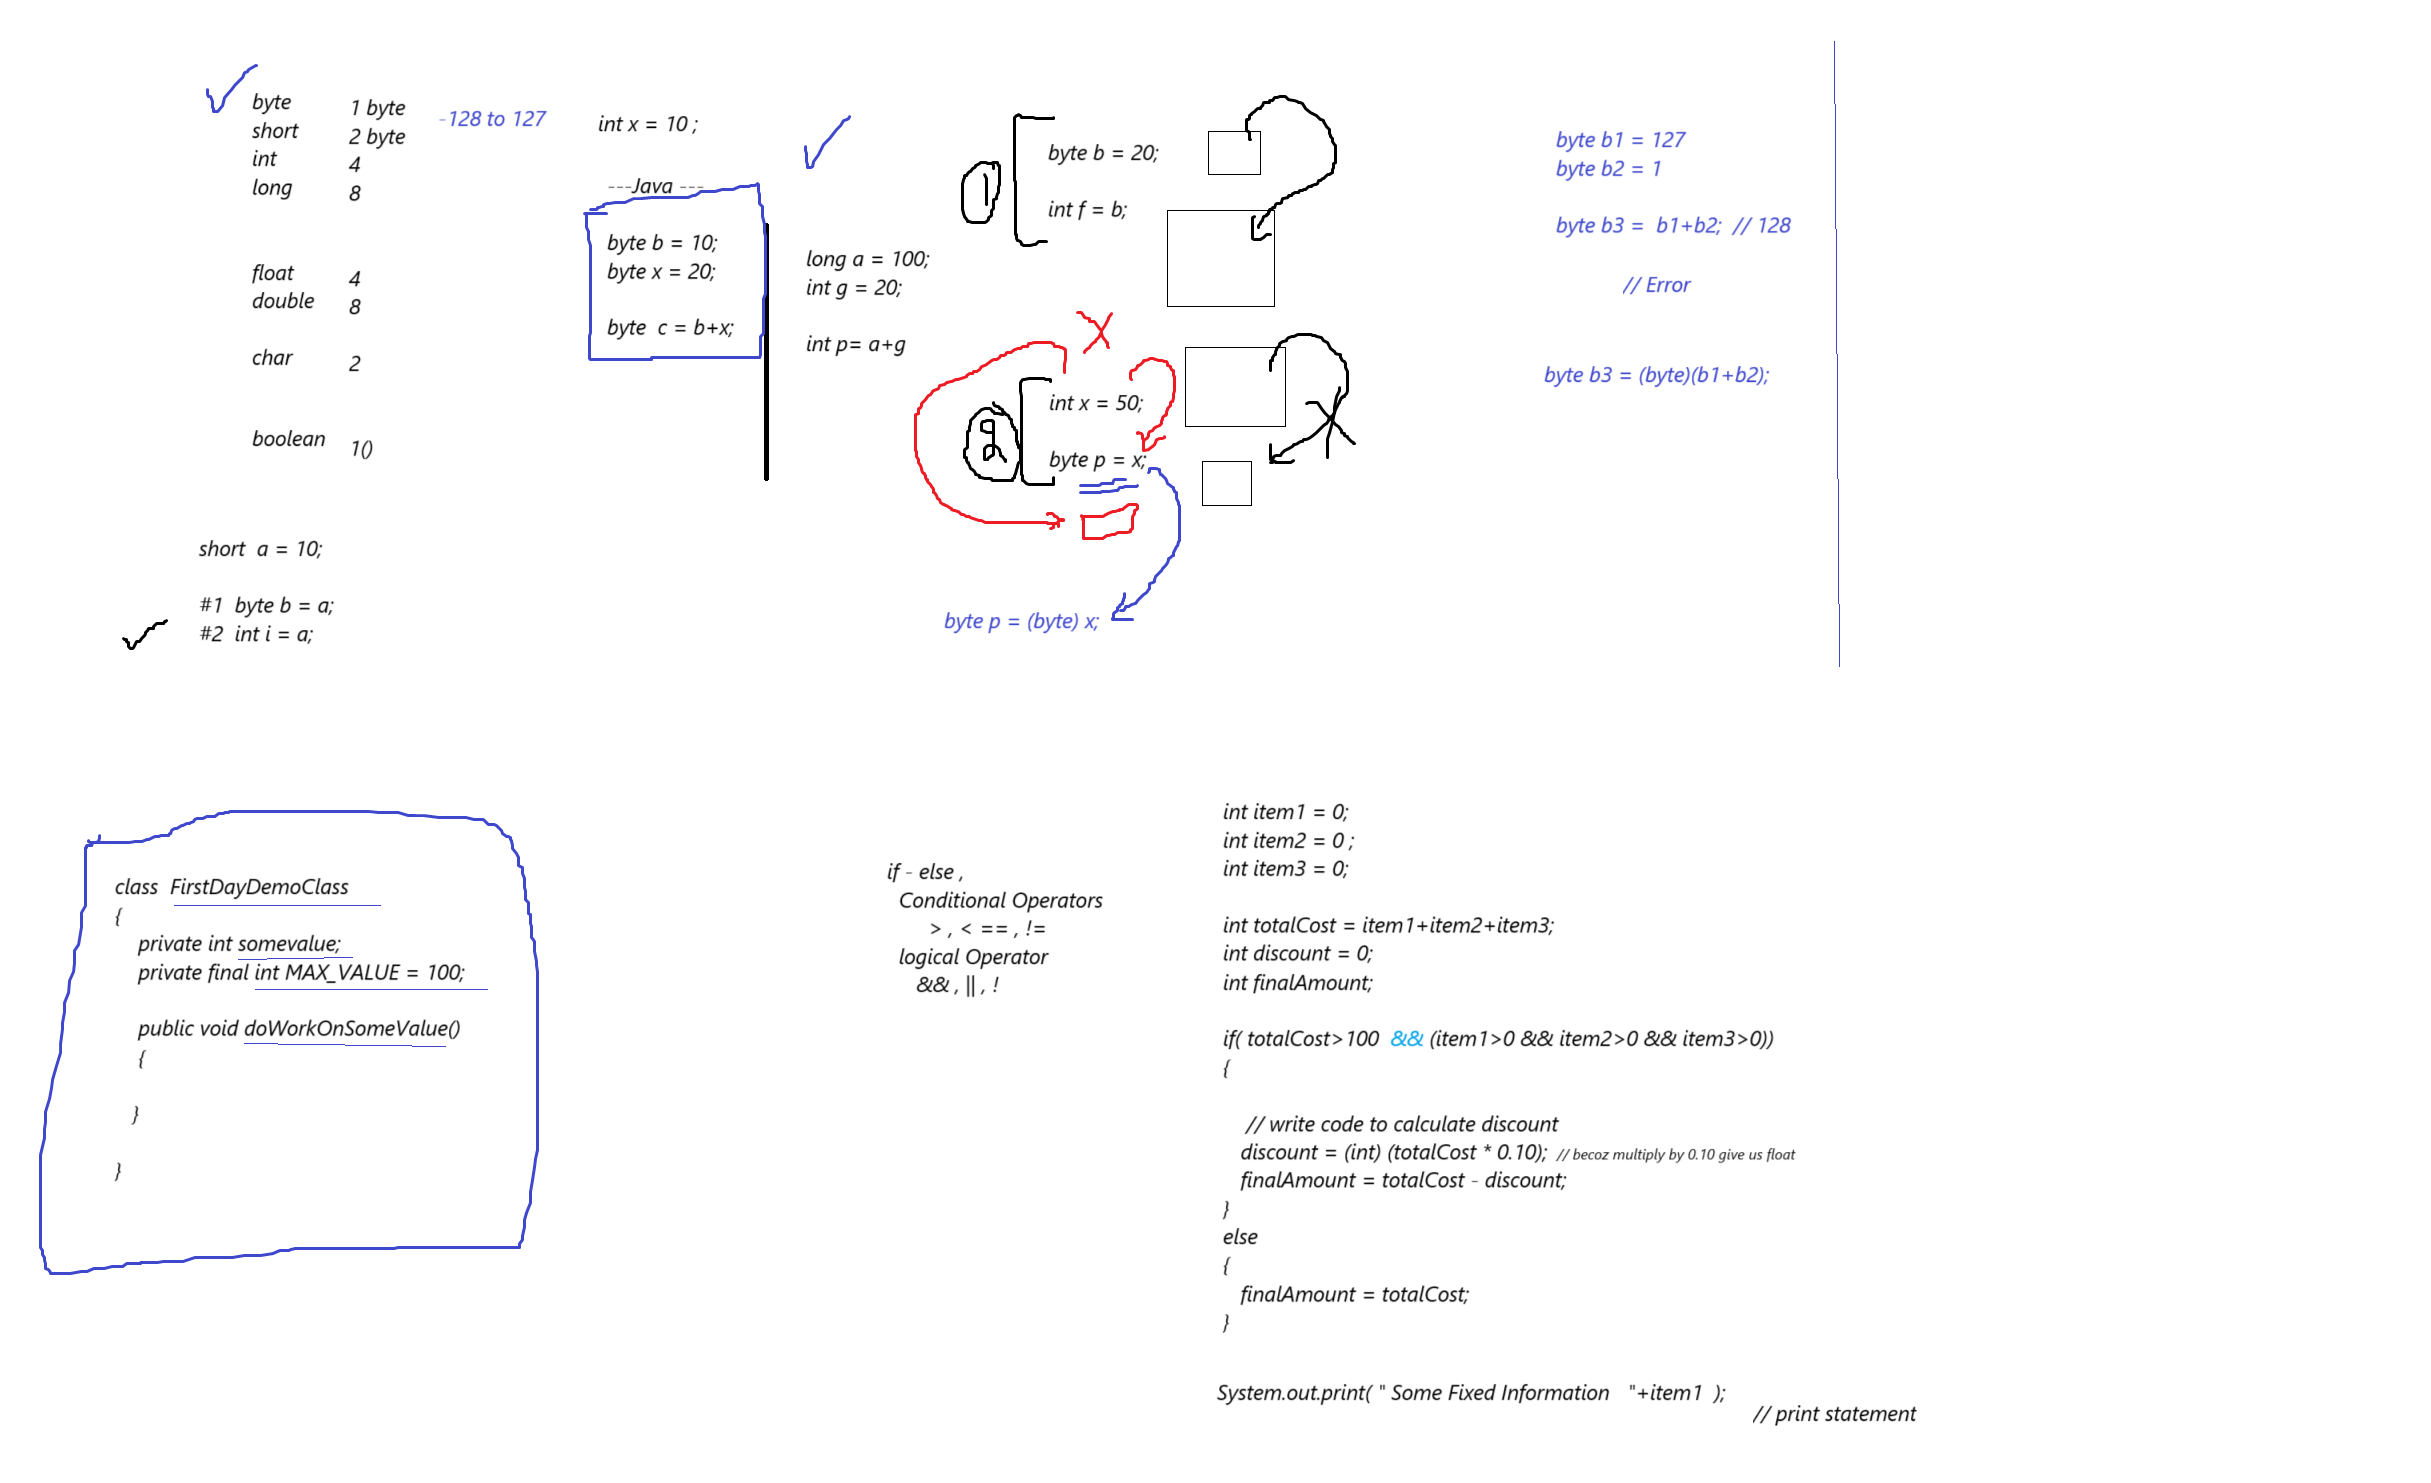 byte 1 byte -128 to 127
short 2 byte
int 4
long 8
float 4
double 8
char 2
boolean 1()
short a = 10;
#1 byte b = a;
#2 int i = a;
int x = 10 ;
---Java ---
byte b = 10;
byte x = 20;
byte c = b+x;
long a = 100;
int g = 20;
int p= a+g
1
byte b = 20;
int f = b;
2
int x = 50;
byte p = x;
byte p = (byte) x;
byte b1 = 127
byte b2 = 1
byte b3 = b1+b2; // 128
// Error
byte b3 = (byte)(b1+b2);
class FirstDayDemoClass
{
private int somevalue;
private final int MAX_VALUE = 100;
public void doWorkOnSomeValue()
{
}
}
if - else ,
Conditional Operators
> , < == , !=
logical Operator
&& , || , !
int item1 = 0;
int item2 = 0 ;
int item3 = 0;
int totalCost = item1+item2+item3;
int discount = 0;
int finalAmount;
if( totalCost>100 && (item1>0 && item2>0 && item3>0))
{
// write code to calculate discount
discount = (int) (totalCost * 0.10); // becoz multiply by 0.10 give us float
finalAmount = totalCost - discount;
}
else
{
finalAmount = totalCost;
}
System.out.print( " Some Fixed Information "+item1 );
// print statement